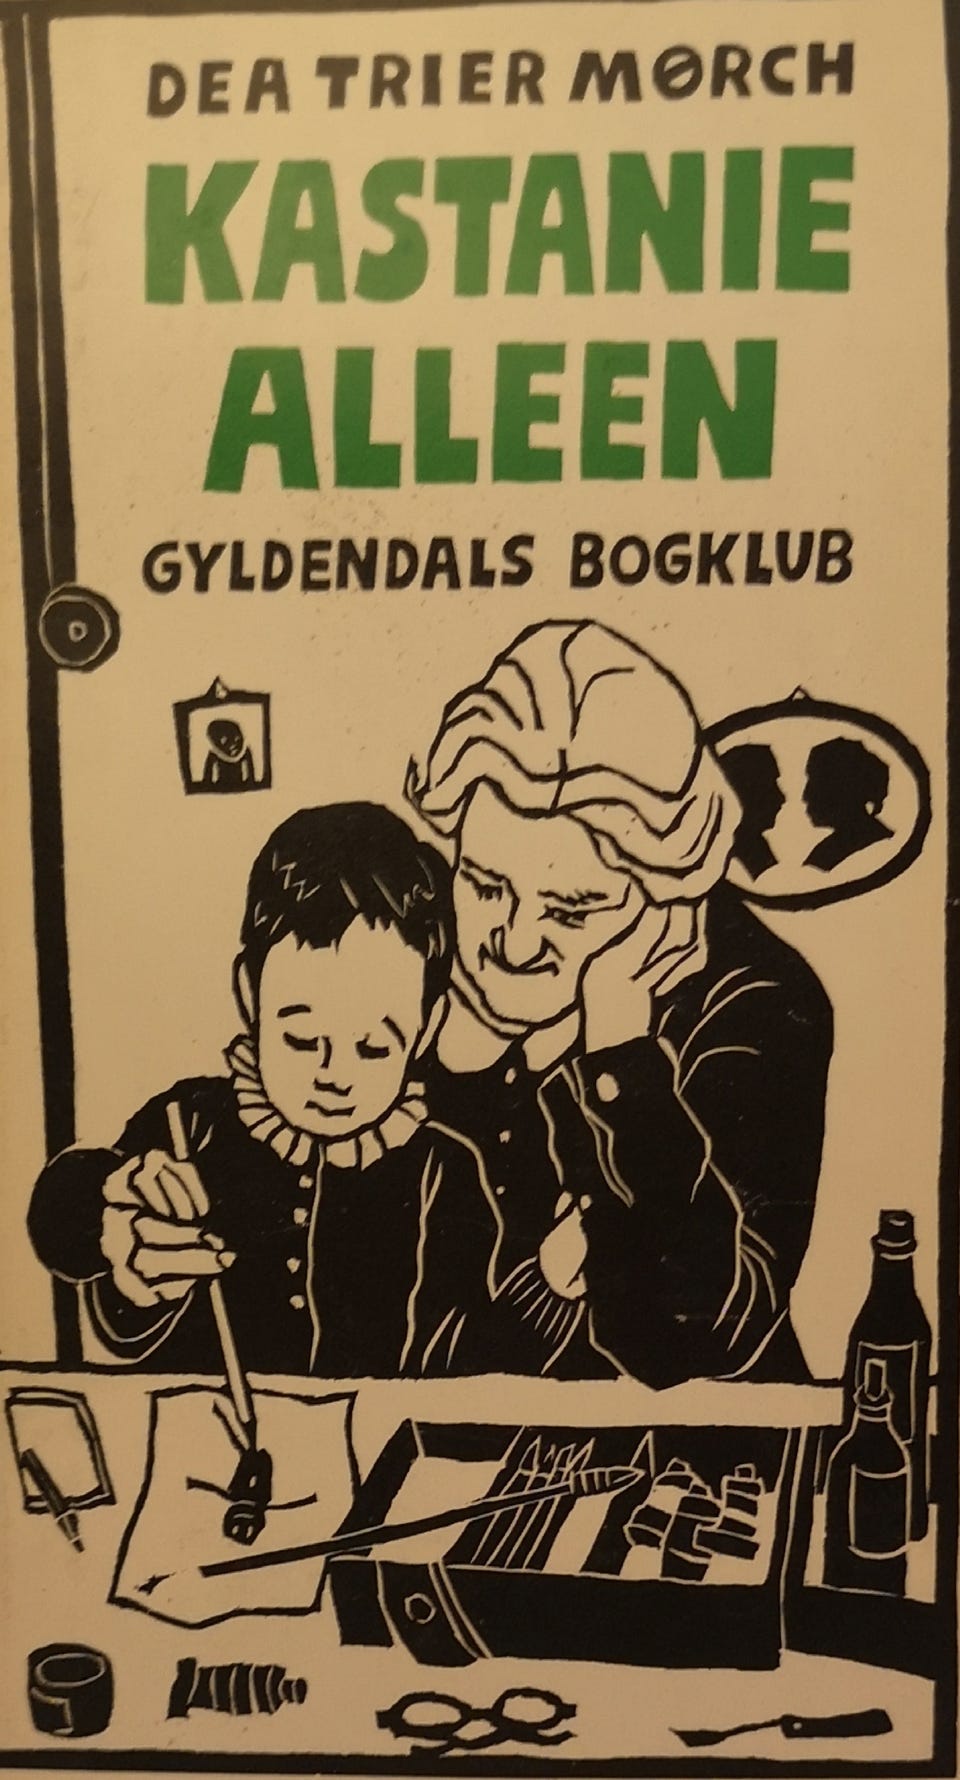 DEA TRIER MØRCH
KASTANIE
ALLEEN
GYLDENDALS BOGKLUB